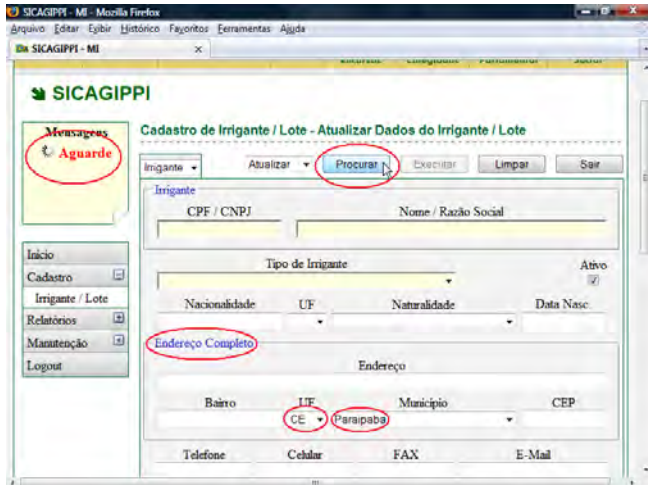 SICAGIPPI - MI - Mozilla Firefox
Arquivo Editar Exibir Histórico Favoritos Ferramentas Ajuda
SICAGIPPI - MI
SICAGIPPI
Mensagens
Aguarde
Cadastro de Irrigante / Lote - Atualizar Dados do Irrigante / Lote
Irrigante Atualizar Procurar Executar Limpar Sair
Irrigante
CPF / CNPJ Nome / Razão Social
Início
Cadastro
Irrigante / Lote
Relatórios
Manutenção
Logout
Tipo de Irrigante Ativo
Nacionalidade UF Naturalidade Data Nasc.
Endereço Completo
Endereço
Bairro UF Município CEP
CE Paraipaba
Telefone Celular FAX E-Mail